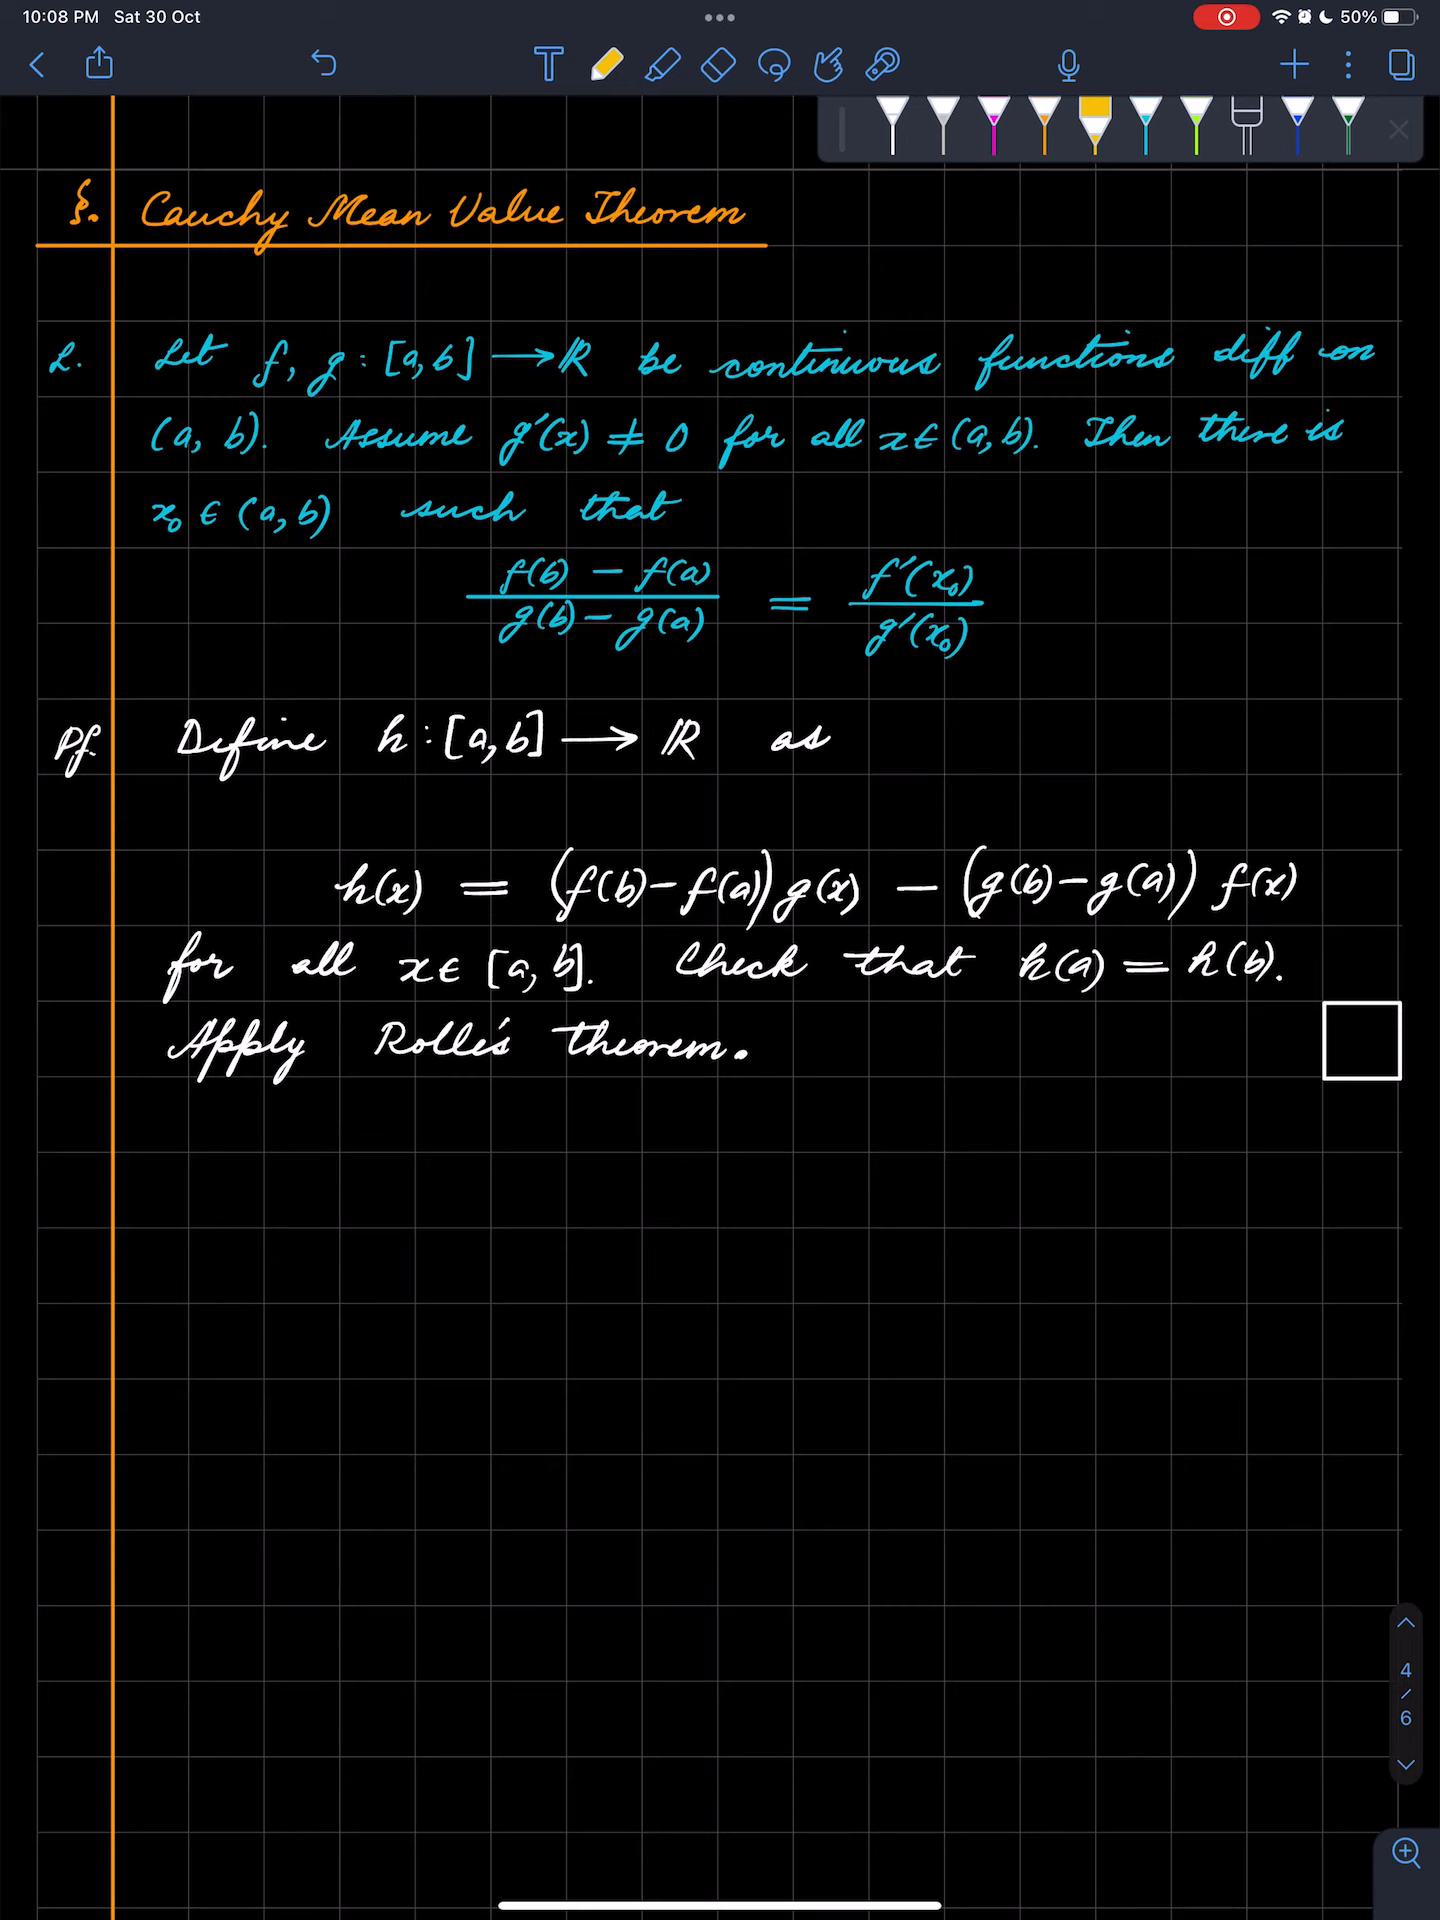 10:08 PM Sat 30 Oct
50%
§. Cauchy Mean Value Theorem
L. Let f, g : [a, b] → ℝ be continuous functions diff on
(a, b). Assume g'(x) ≠ 0 for all x ∈ (a, b). Then there is
x₀ ∈ (a, b) such that
f(b) − f(a) / g(b) − g(a) = f'(x₀) / g'(x₀)
Pf. Define h : [a, b] → ℝ as
h(x) = (f(b) − f(a)) g(x) − (g(b) − g(a)) f(x)
for all x ∈ [a, b]. Check that h(a) = h(b).
Apply Rolle's theorem.
4
/
6